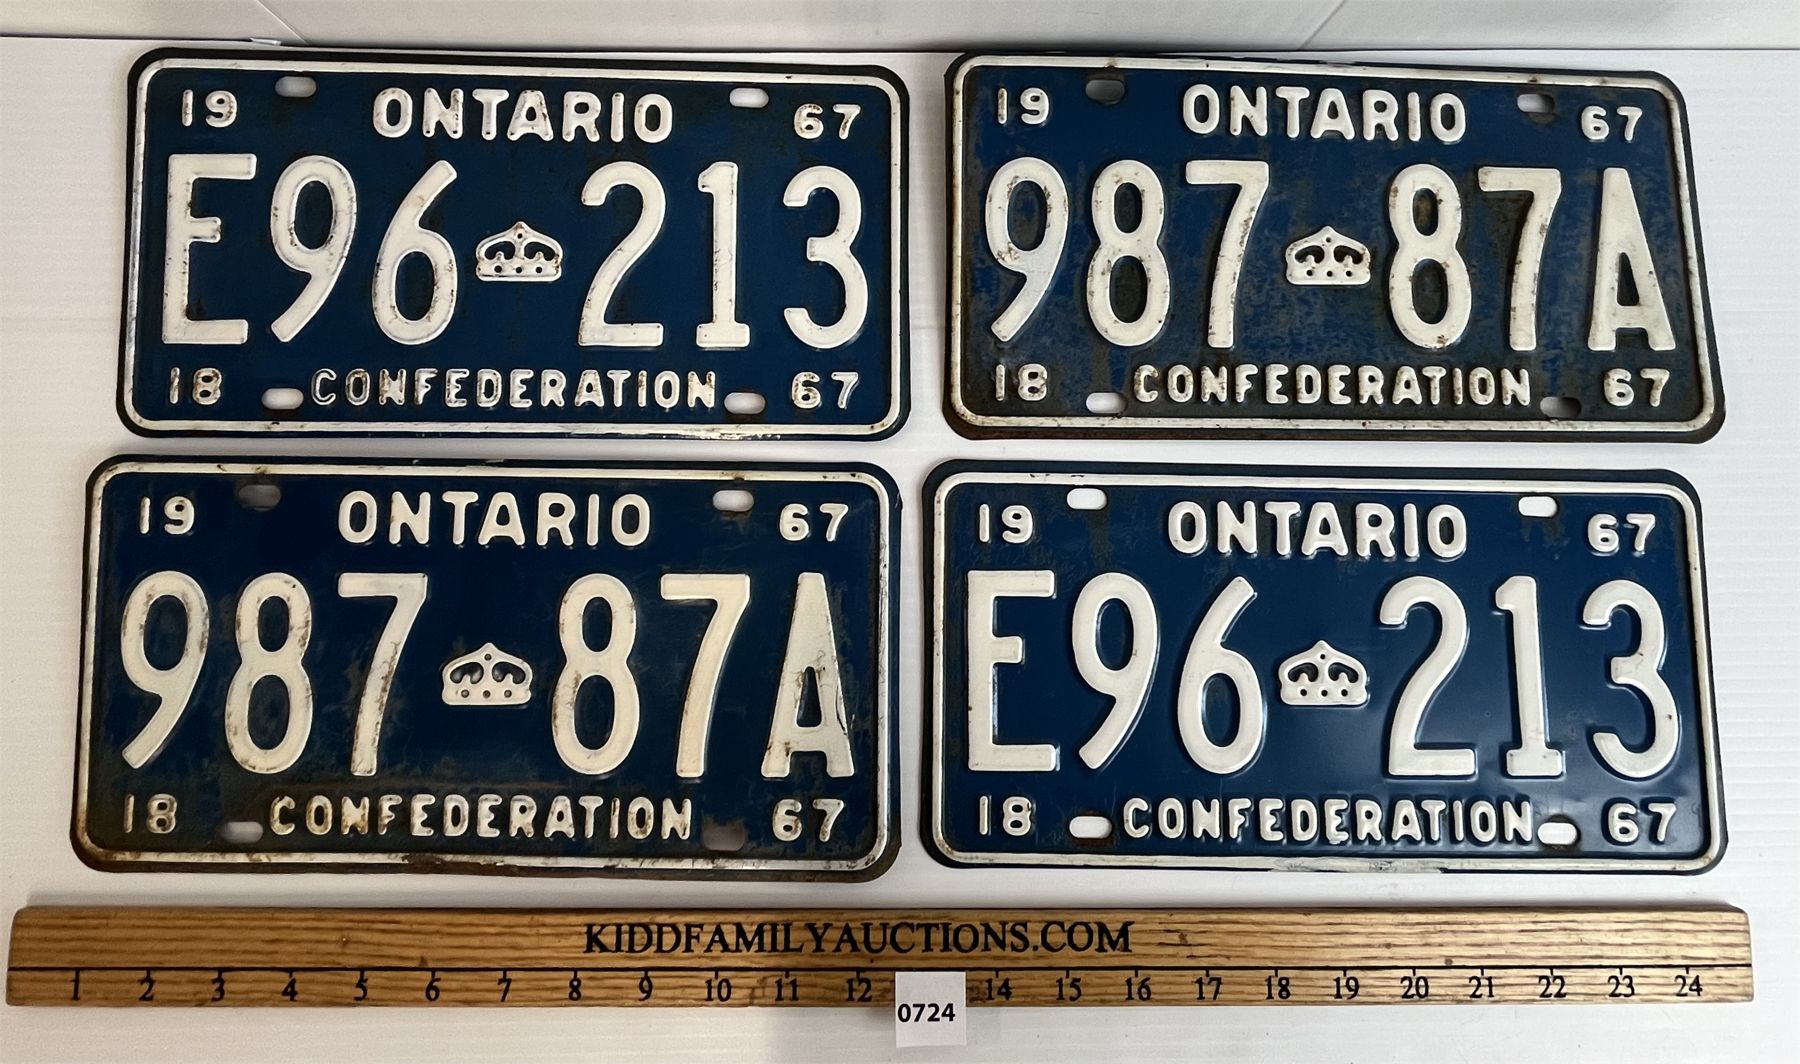 19 ONTARIO 67
E96-213
18 CONFEDERATION 67
19 ONTARIO 67
987-87A
18 CONFEDERATION 67
19 ONTARIO 67
987-87A
18 CONFEDERATION 67
19 ONTARIO 67
E96-213
18 CONFEDERATION 67
KIDDFAMILYAUCTIONS.COM
1 2 3 4 5 6 7 8 9 10 11 12 14 15 16 17 18 19 20 21 22 23 24
0724